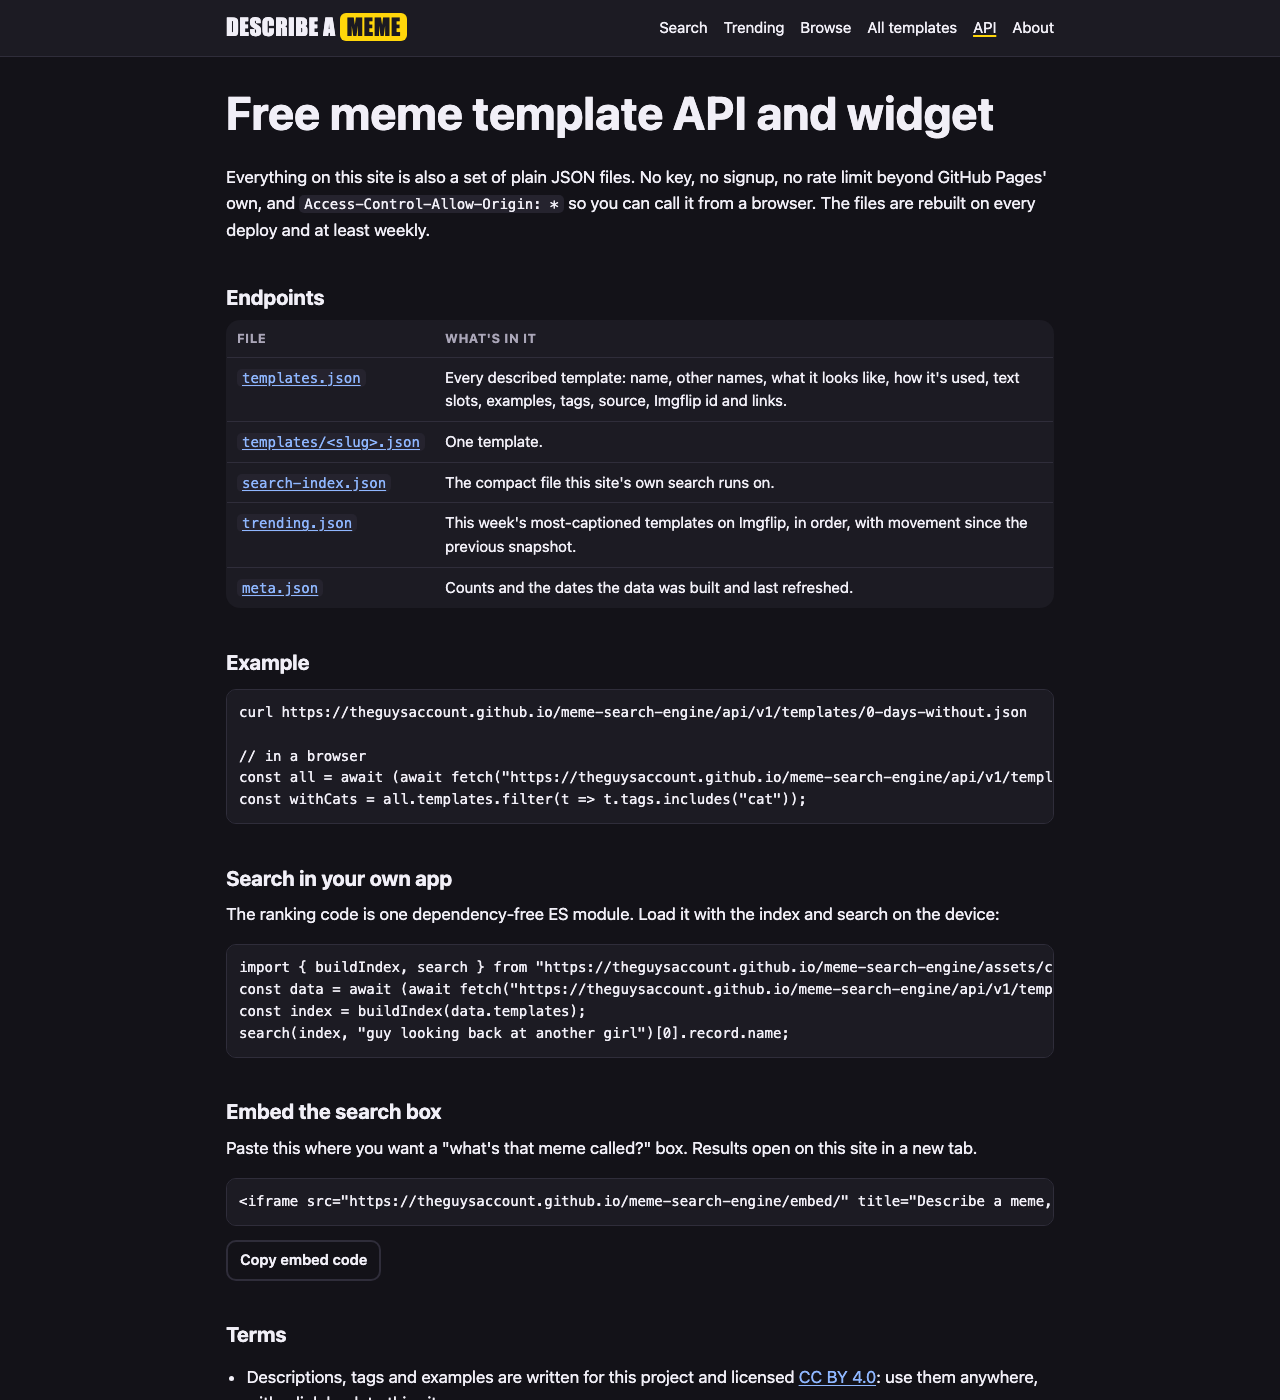 DESCRIBE A MEME
Search Trending Browse All templates API About
Free meme template API and widget
Everything on this site is also a set of plain JSON files. No key, no signup, no rate limit beyond GitHub Pages'
own, and Access-Control-Allow-Origin: * so you can call it from a browser. The files are rebuilt on every
deploy and at least weekly.
Endpoints
FILE WHAT'S IN IT
templates.json Every described template: name, other names, what it looks like, how it's used, text
slots, examples, tags, source, Imgflip id and links.
templates/<slug>.json One template.
search-index.json The compact file this site's own search runs on.
trending.json This week's most-captioned templates on Imgflip, in order, with movement since the
previous snapshot.
meta.json Counts and the dates the data was built and last refreshed.
Example
curl https://theguysaccount.github.io/meme-search-engine/api/v1/templates/0-days-without.json
// in a browser
const all = await (await fetch("https://theguysaccount.github.io/meme-search-engine/api/v1/templ
const withCats = all.templates.filter(t => t.tags.includes("cat"));
Search in your own app
The ranking code is one dependency-free ES module. Load it with the index and search on the device:
import { buildIndex, search } from "https://theguysaccount.github.io/meme-search-engine/assets/c
const data = await (await fetch("https://theguysaccount.github.io/meme-search-engine/api/v1/temp
const index = buildIndex(data.templates);
search(index, "guy looking back at another girl")[0].record.name;
Embed the search box
Paste this where you want a "what's that meme called?" box. Results open on this site in a new tab.
<iframe src="https://theguysaccount.github.io/meme-search-engine/embed/" title="Describe a meme,
Copy embed code
Terms
• Descriptions, tags and examples are written for this project and licensed CC BY 4.0: use them anywhere,